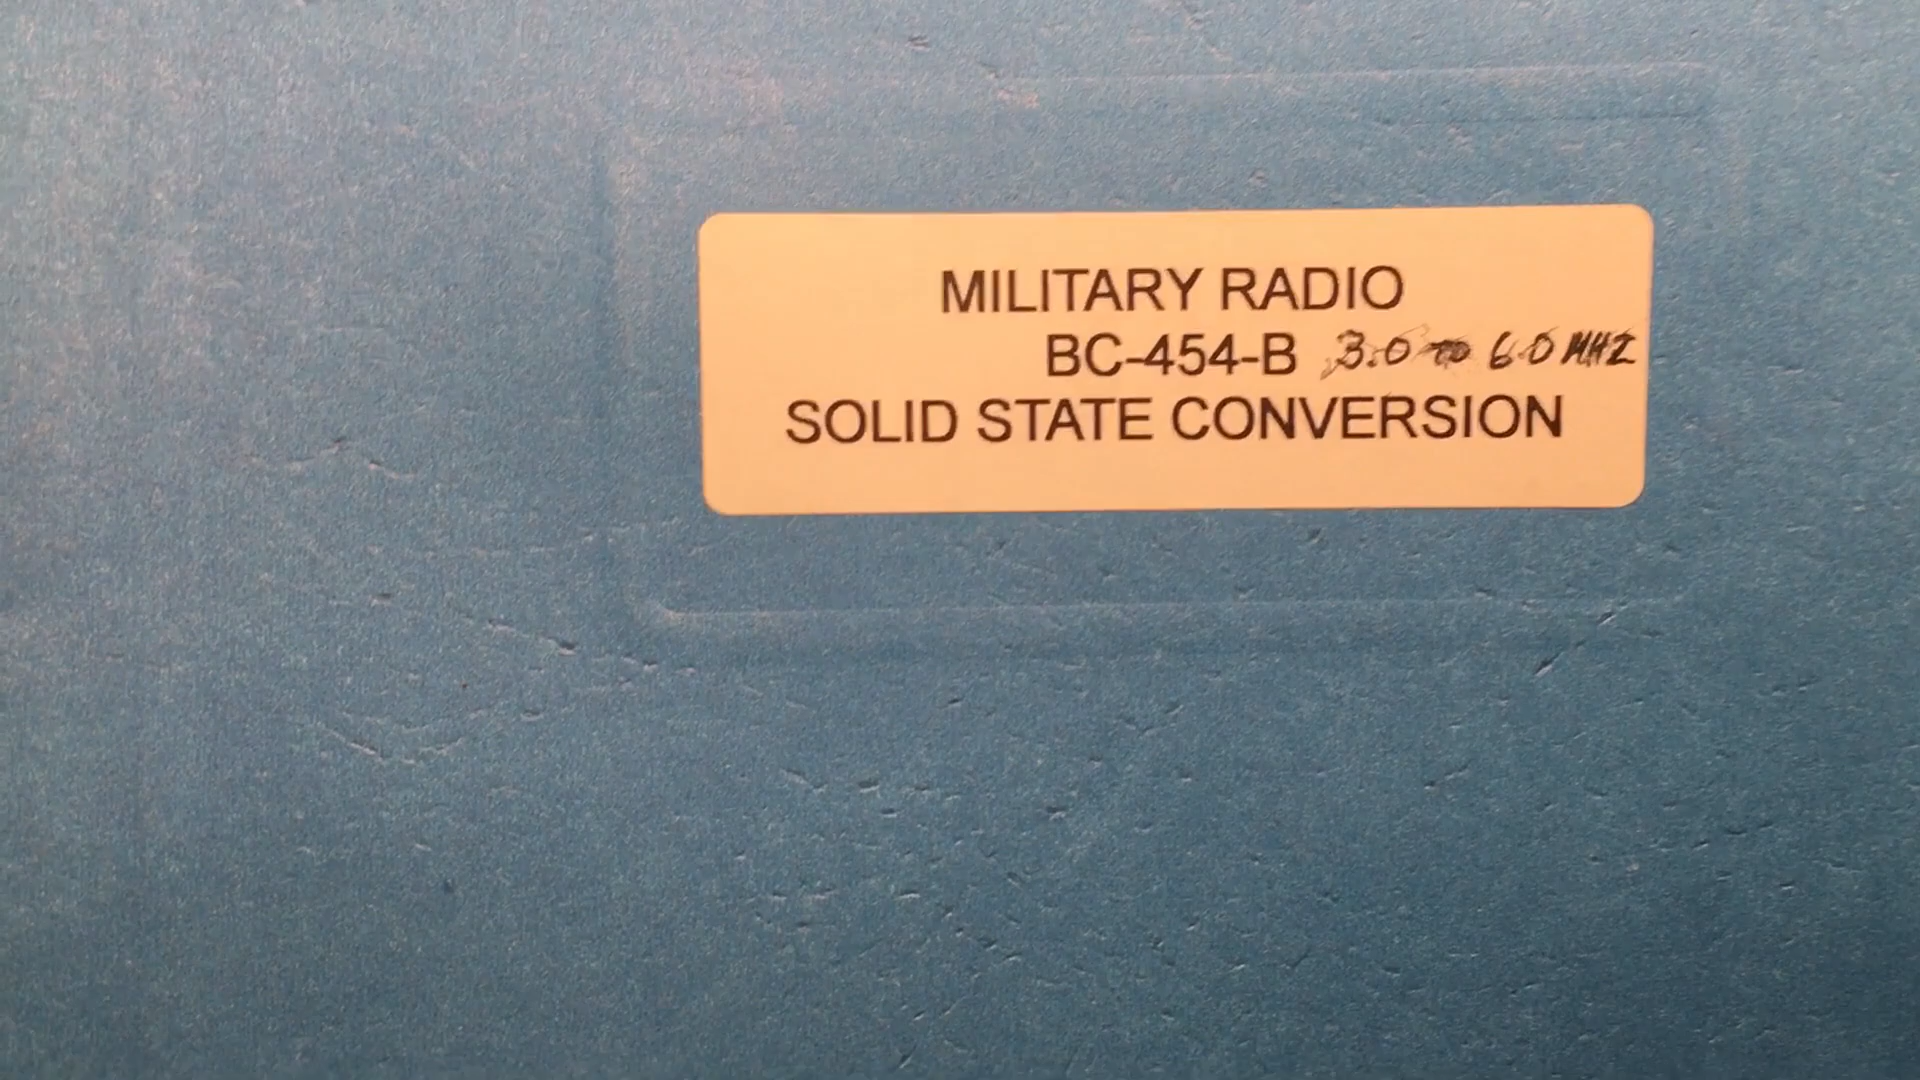 MILITARY RADIO
BC-454-B 3.0 TO 6.0 MHZ
SOLID STATE CONVERSION